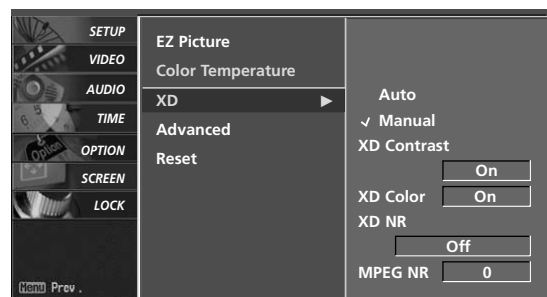 SETUP
VIDEO
AUDIO
TIME
OPTION
SCREEN
LOCK
Menu Prev.
EZ Picture
Color Temperature
XD ▶
Advanced
Reset
Auto
✓ Manual
XD Contrast
On
XD Color On
XD NR
Off
MPEG NR 0